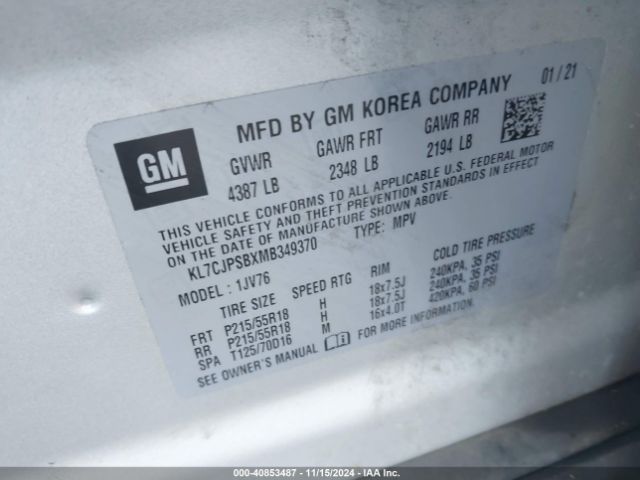 GM
MFD BY GM KOREA COMPANY 01/21
GVWR GAWR FRT GAWR RR
4387 LB 2348 LB 2194 LB
THIS VEHICLE CONFORMS TO ALL APPLICABLE U.S. FEDERAL MOTOR
VEHICLE SAFETY AND THEFT PREVENTION STANDARDS IN EFFECT
ON THE DATE OF MANUFACTURE SHOWN ABOVE.
KL7CJPSBXMB349370 TYPE: MPV
MODEL: 1JV76
TIRE SIZE SPEED RTG RIM COLD TIRE PRESSURE
FRT P215/55R18 H 18x7.5J 240KPA, 35 PSI
RR P215/55R18 H 18x7.5J 240KPA, 35 PSI
SPA T125/70D16 M 16x4.0T 420KPA, 60 PSI
SEE OWNER'S MANUAL FOR MORE INFORMATION.
000-40853487 - 11/15/2024 - IAA Inc.